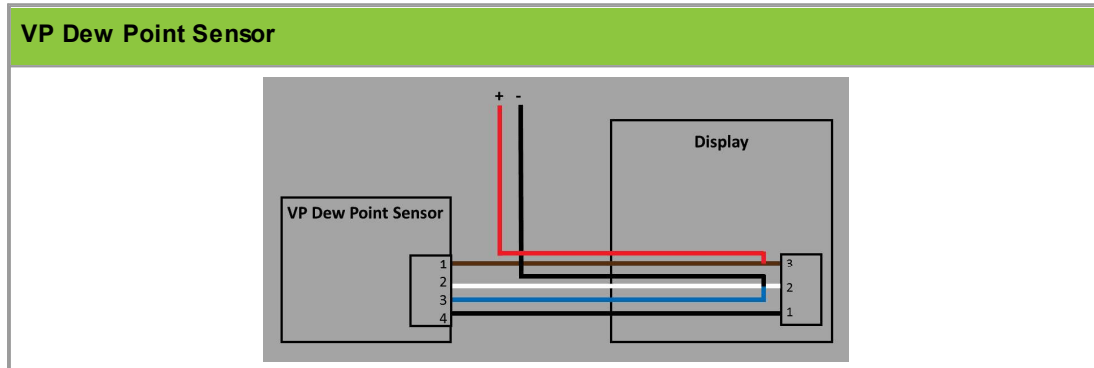 VP Dew Point Sensor
+ -
Display
VP Dew Point Sensor
1
2
3
4
3
2
1